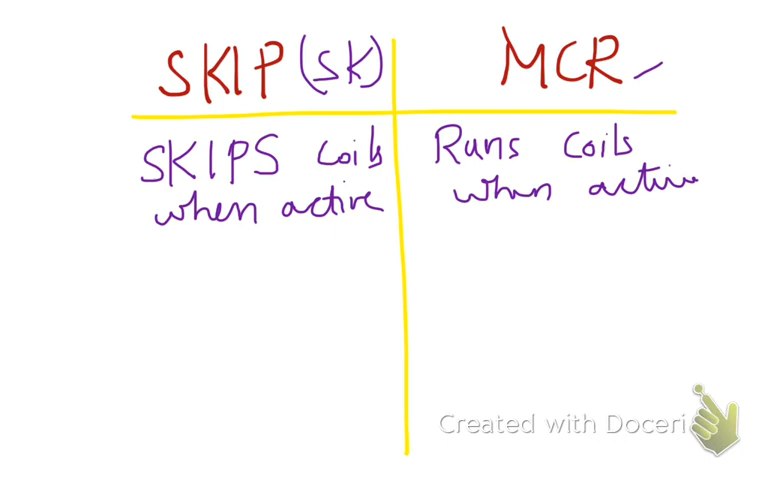 SKIP (SK)
MCR
SKIPS coils
when active
Runs coils
when active
Created with Doceri